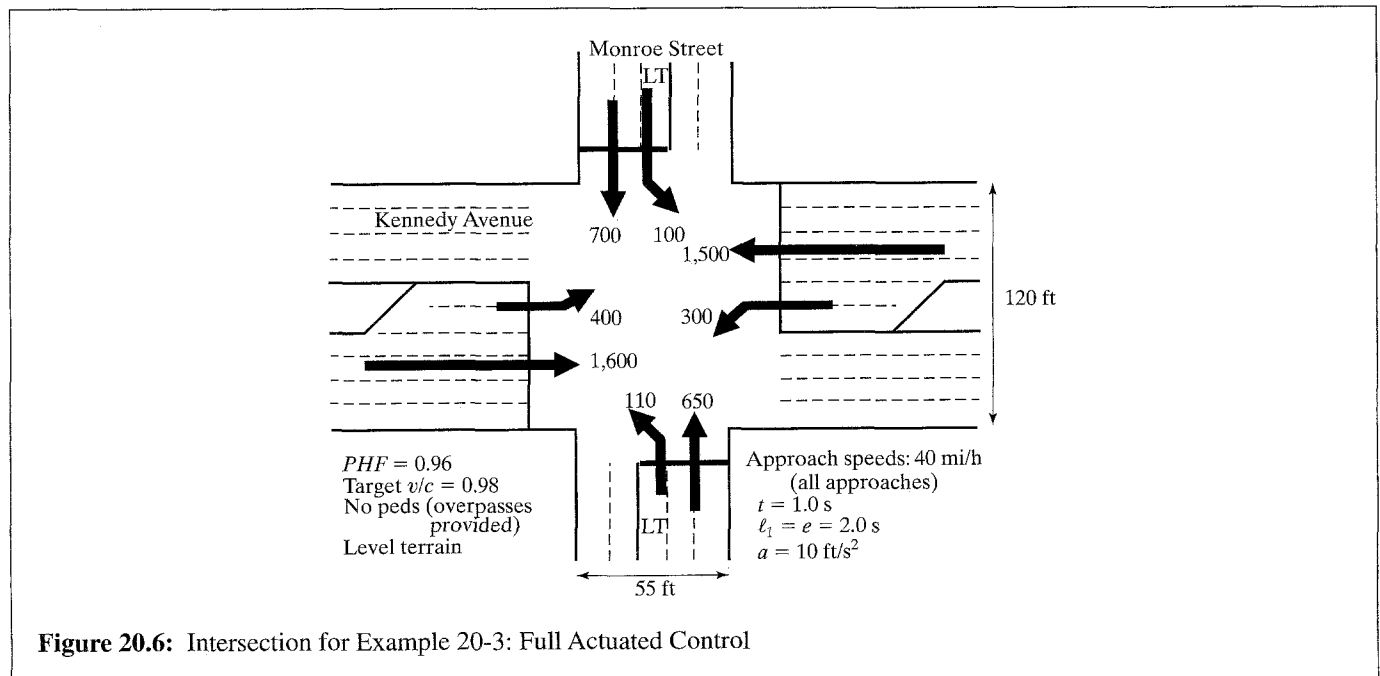 Monroe Street
LT
Kennedy Avenue
700
100
1,500
400
300
120 ft
1,600
110
650
PHF = 0.96
Target v/c = 0.98
No peds (overpasses
provided)
Level terrain
LT
Approach speeds: 40 mi/h
(all approaches)
t = 1.0 s
ℓ₁ = e = 2.0 s
a = 10 ft/s²
55 ft
Figure 20.6: Intersection for Example 20-3: Full Actuated Control